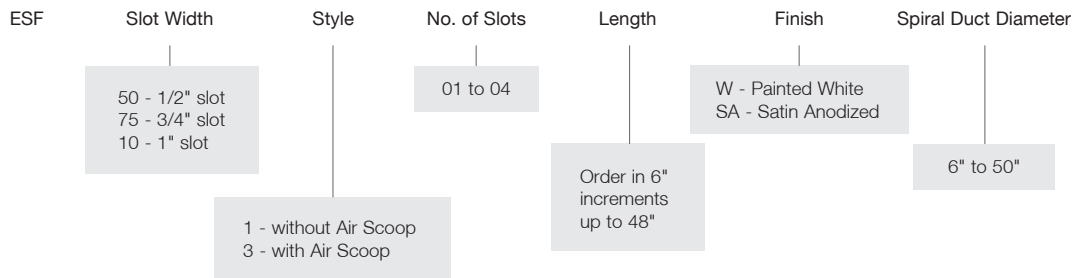 ESF Slot Width Style No. of Slots Length Finish Spiral Duct Diameter
50 - 1/2" slot
75 - 3/4" slot
10 - 1" slot
1 - without Air Scoop
3 - with Air Scoop
01 to 04
Order in 6"
increments
up to 48"
W - Painted White
SA - Satin Anodized
6" to 50"